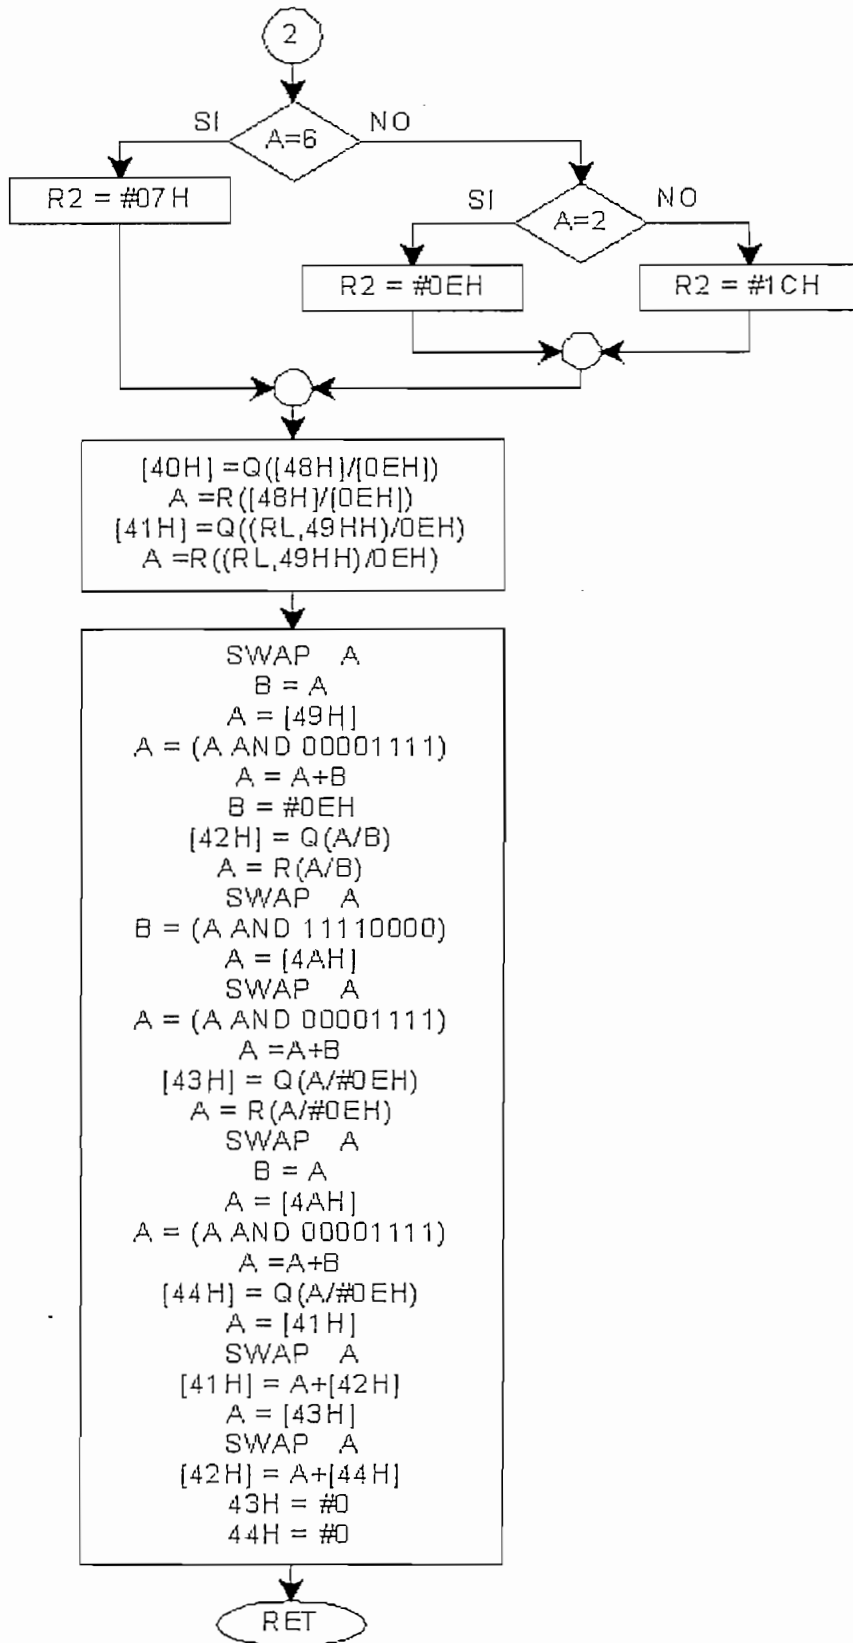 2
SI
A=6
NO
R2 = #07H
SI
A=2
NO
R2 = #0EH
R2 = #1CH
[40H] =Q([48H]/[0EH])
A =R([48H]/[0EH])
[41H] =Q((RL,49HH)/0EH)
A =R((RL,49HH)/0EH)
SWAP A
B = A
A = [49H]
A = (A AND 00001111)
A = A+B
B = #0EH
[42H] = Q(A/B)
A = R(A/B)
SWAP A
B = (A AND 11110000)
A = [4AH]
SWAP A
A = (A AND 00001111)
A =A+B
[43H] = Q(A/#0EH)
A = R(A/#0EH)
SWAP A
B = A
A = [4AH]
A = (A AND 00001111)
A =A+B
[44H] = Q(A/#0EH)
A = [41H]
SWAP A
[41H] = A+[42H]
A = [43H]
SWAP A
[42H] = A+[44H]
43H = #0
44H = #0
RET